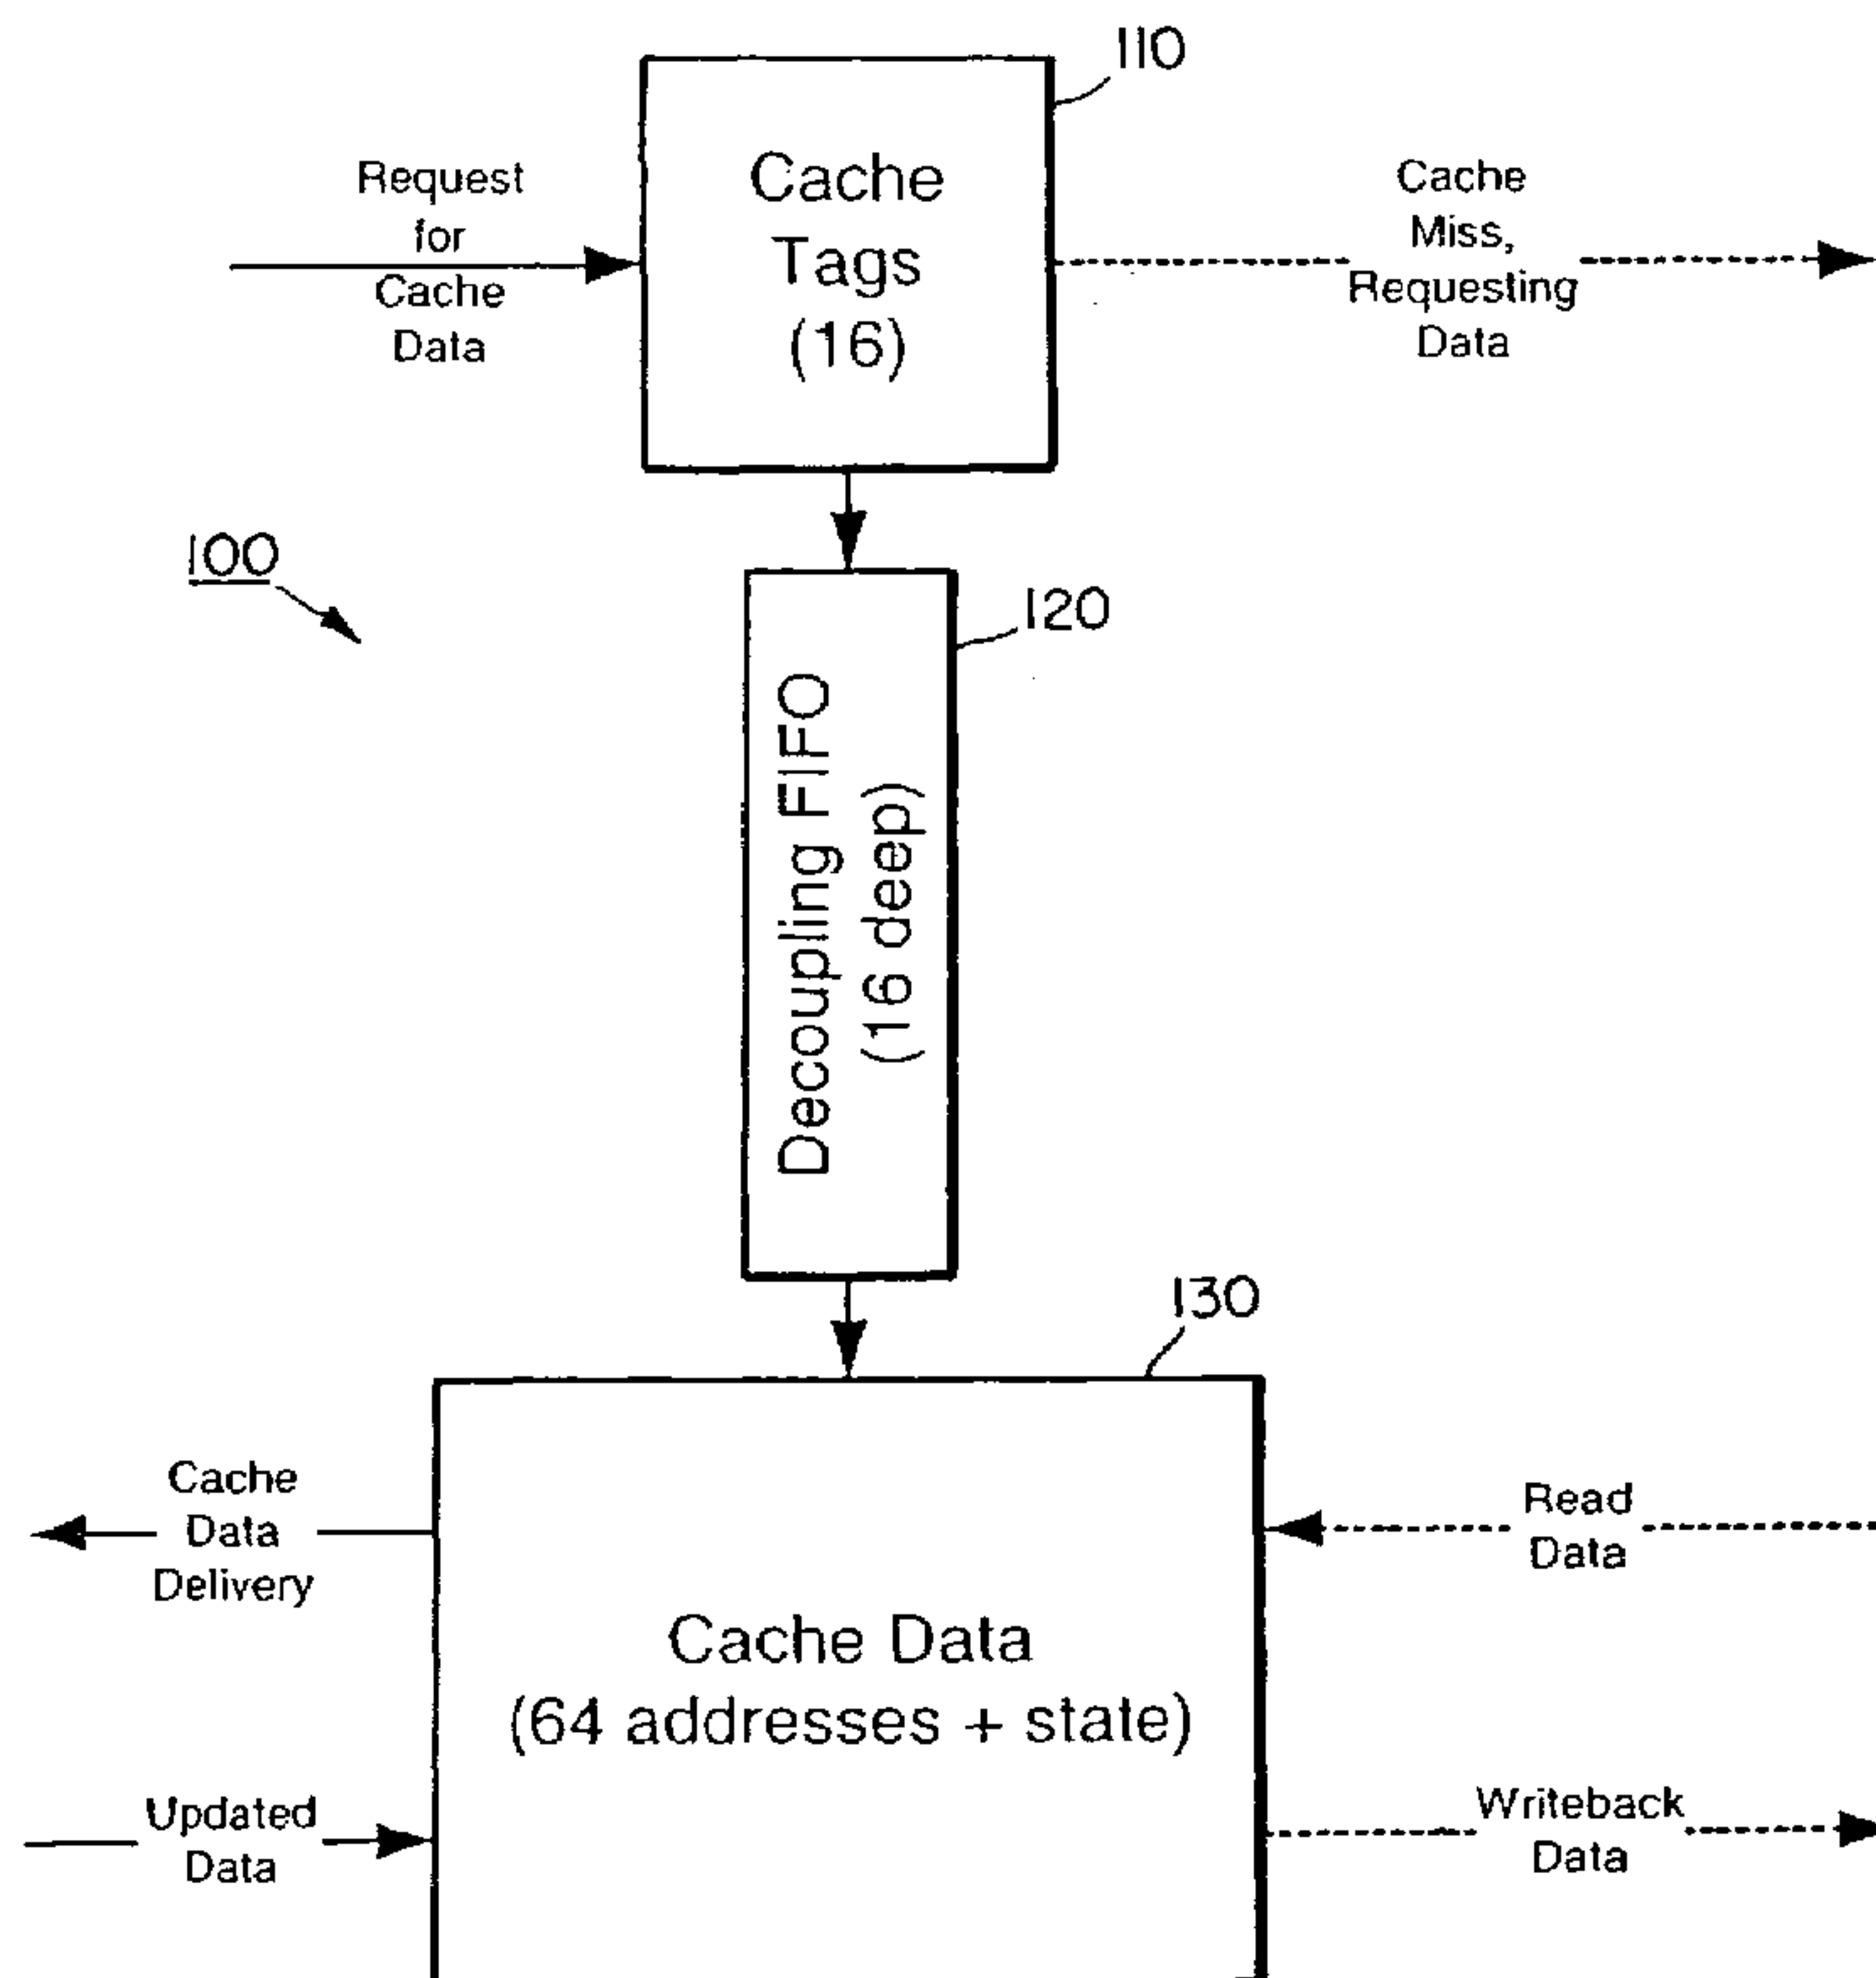 110
Request
for
Cache
Data
Cache
Tags
(16)
Cache
Miss,
Requesting
Data
100
120
Decoupling FIFO
(16 deep)
130
Cache
Data
Delivery
Read
Data
Cache Data
(64 addresses + state)
Updated
Data
Writeback
Data